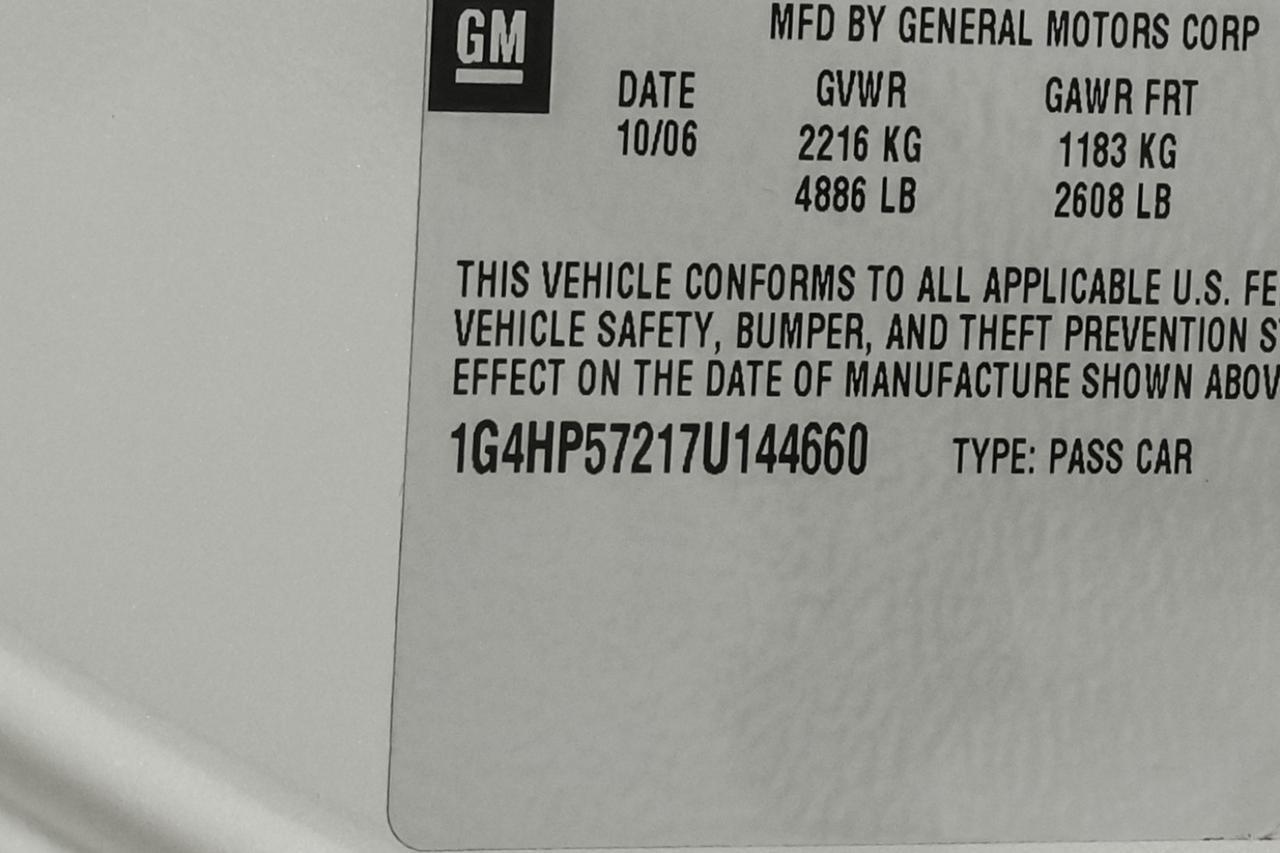 GM
MFD BY GENERAL MOTORS CORP
DATE GVWR GAWR FRT
10/06 2216 KG 1183 KG
4886 LB 2608 LB
THIS VEHICLE CONFORMS TO ALL APPLICABLE U.S. FE
VEHICLE SAFETY, BUMPER, AND THEFT PREVENTION S
EFFECT ON THE DATE OF MANUFACTURE SHOWN ABOV
1G4HP57217U144660 TYPE: PASS CAR